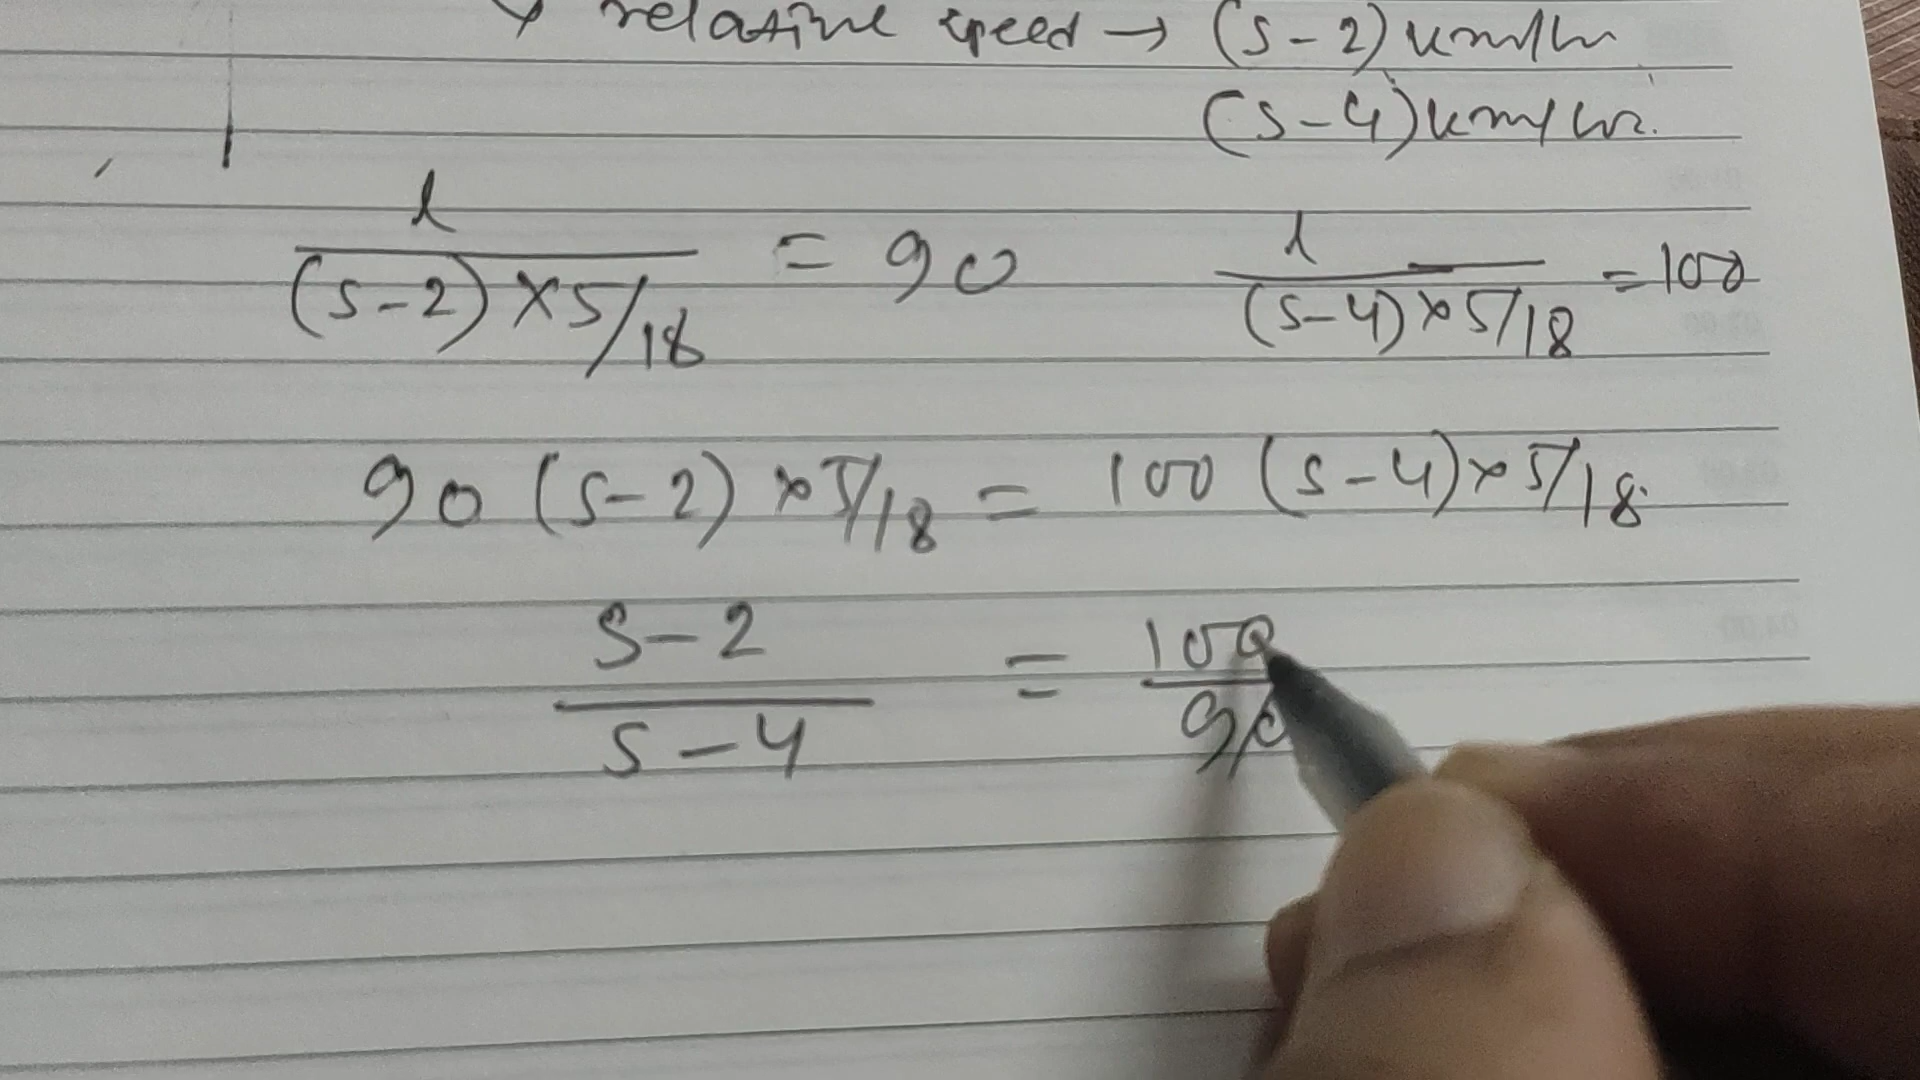 relative speed → (s-2) km/hr
(s-4) km/hr.
l/((s-2)×5/18) = 90    l/((s-4)×5/18) = 100
90 (s-2) ×5/18 = 100 (s-4)×5/18
(s-2)/(s-4) = 100/90